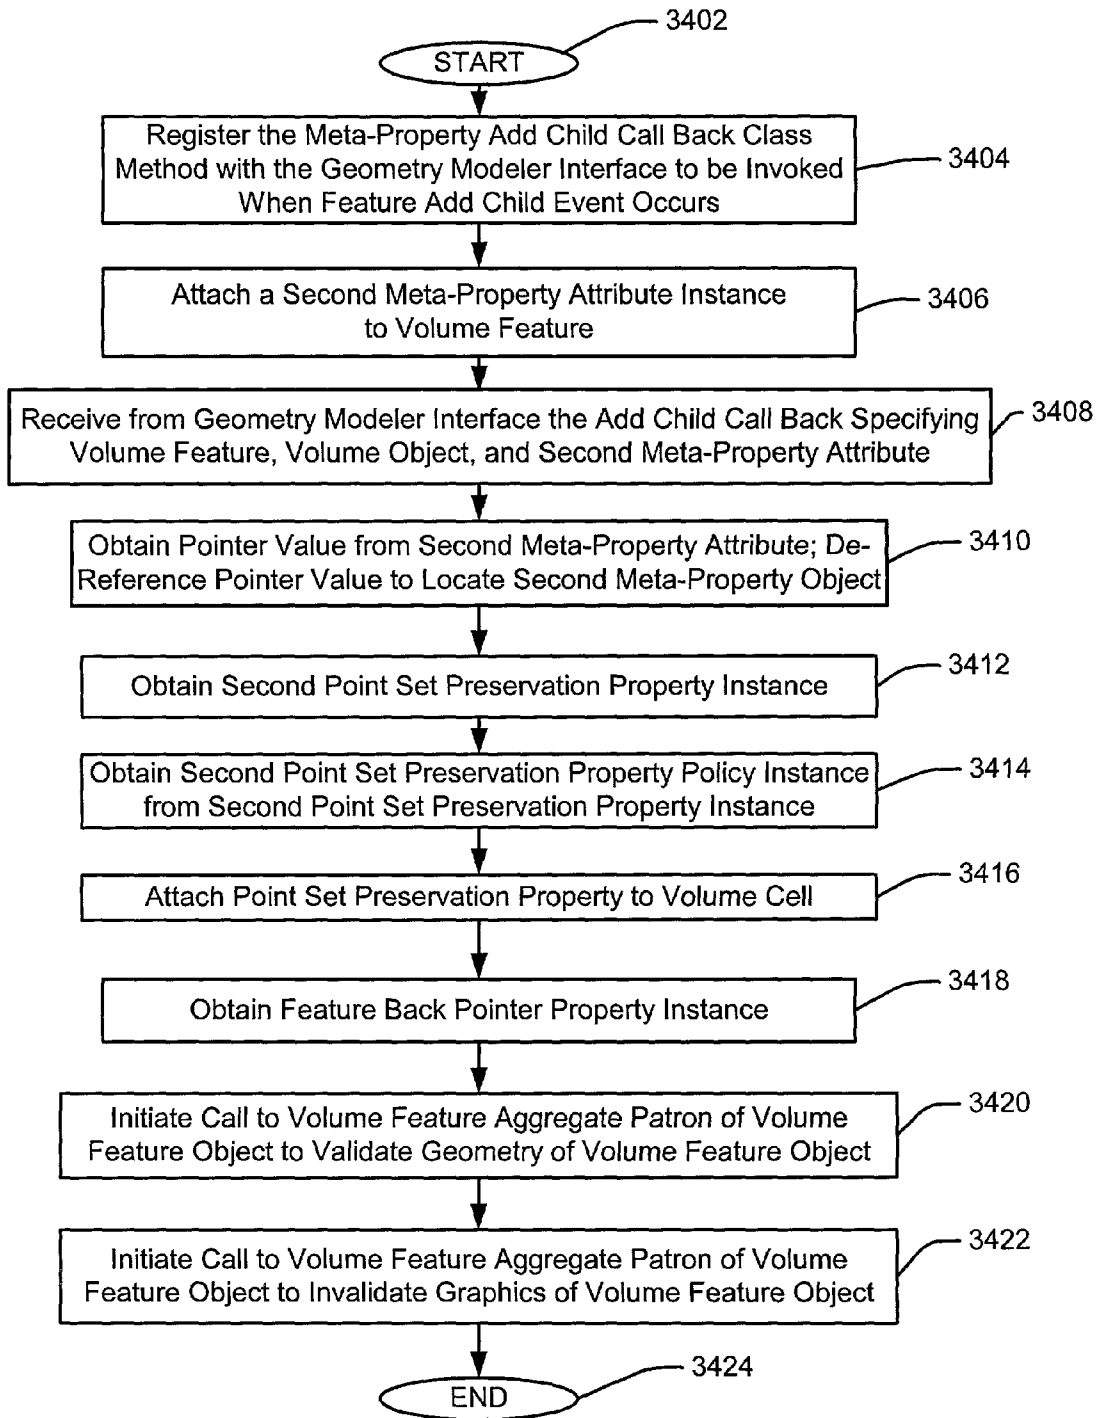 3402
START
Register the Meta-Property Add Child Call Back Class
Method with the Geometry Modeler Interface to be Invoked
When Feature Add Child Event Occurs
3404
Attach a Second Meta-Property Attribute Instance
to Volume Feature
3406
Receive from Geometry Modeler Interface the Add Child Call Back Specifying
Volume Feature, Volume Object, and Second Meta-Property Attribute
3408
Obtain Pointer Value from Second Meta-Property Attribute; De-
Reference Pointer Value to Locate Second Meta-Property Object
3410
Obtain Second Point Set Preservation Property Instance
3412
Obtain Second Point Set Preservation Property Policy Instance
from Second Point Set Preservation Property Instance
3414
Attach Point Set Preservation Property to Volume Cell
3416
Obtain Feature Back Pointer Property Instance
3418
Initiate Call to Volume Feature Aggregate Patron of Volume
Feature Object to Validate Geometry of Volume Feature Object
3420
Initiate Call to Volume Feature Aggregate Patron of Volume
Feature Object to Invalidate Graphics of Volume Feature Object
3422
END
3424